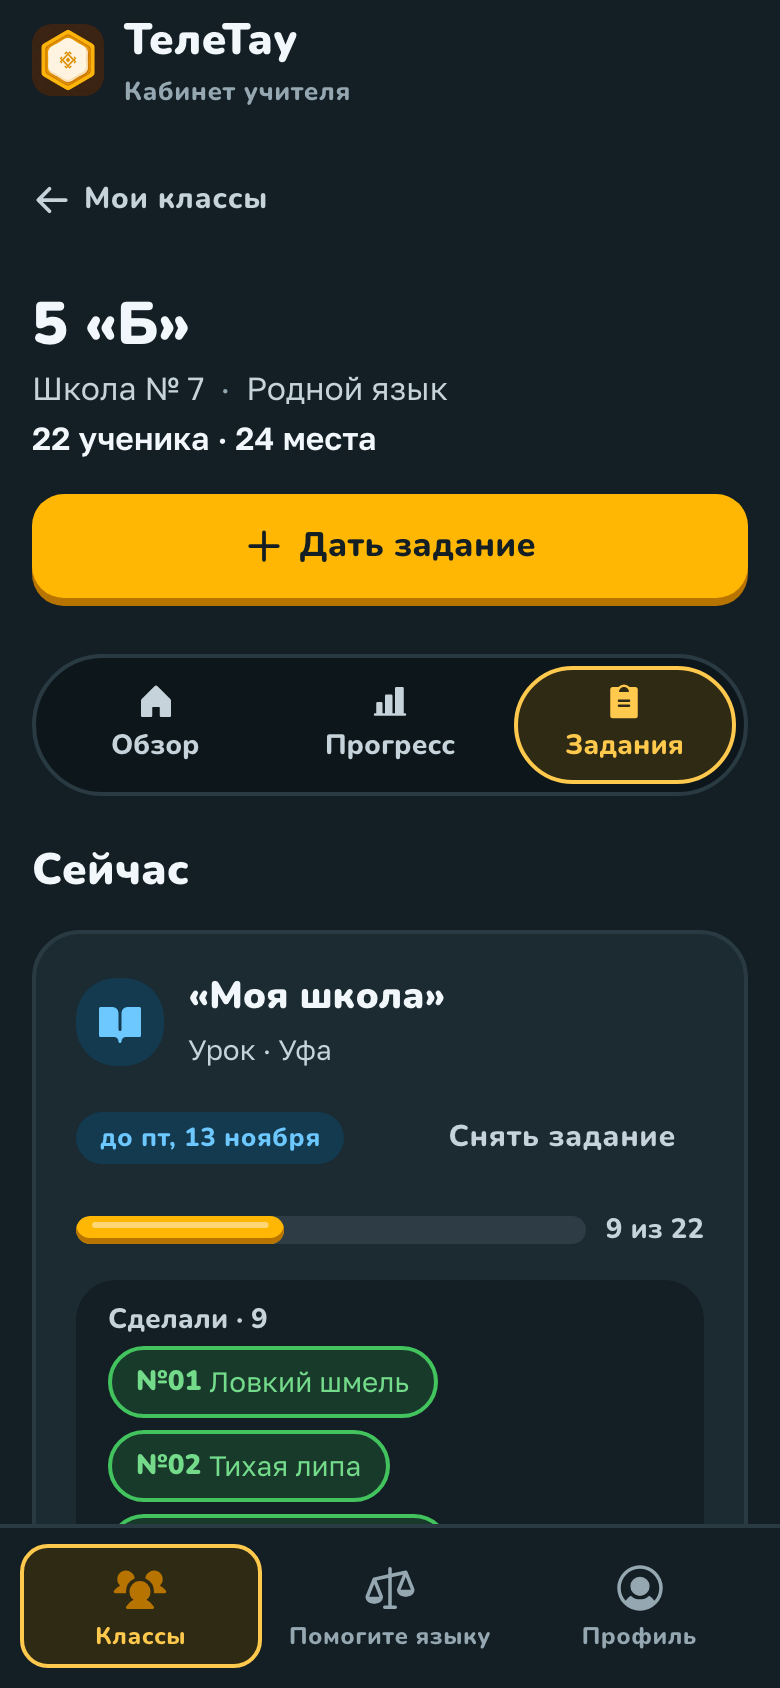 ТелеТау
Кабинет учителя
← Мои классы
5 «Б»
Школа № 7 · Родной язык
22 ученика · 24 места
+ Дать задание
Обзор
Прогресс
Задания
Сейчас
«Моя школа»
Урок · Уфа
до пт, 13 ноября
Снять задание
9 из 22
Сделали · 9
№01 Ловкий шмель
№02 Тихая липа
Классы
Помогите языку
Профиль